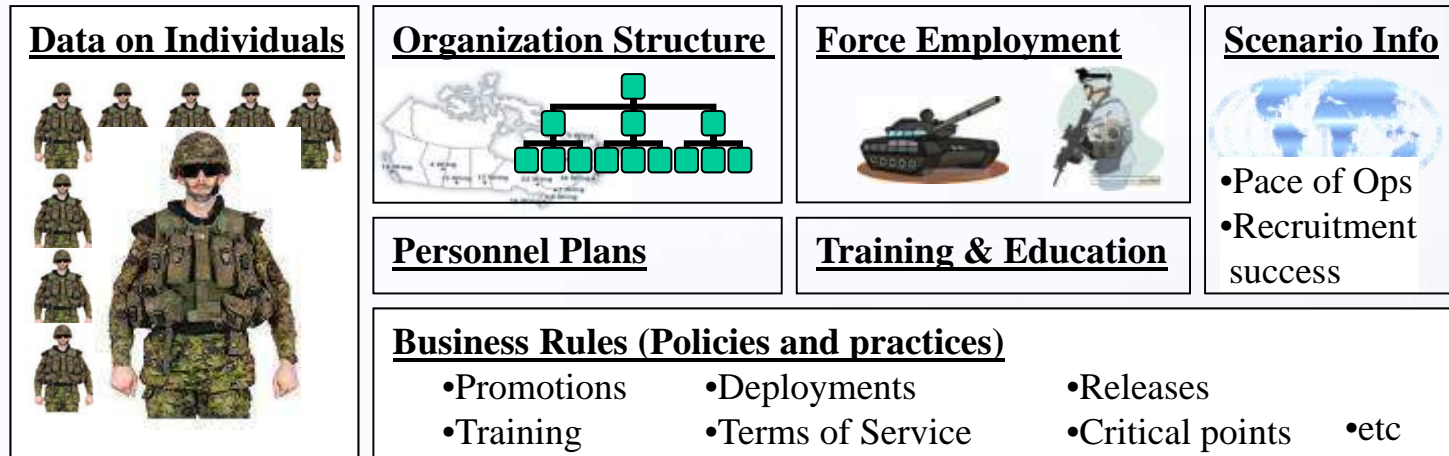 Data on Individuals
Organization Structure
Force Employment
Scenario Info
•Pace of Ops
•Recruitment
success
Personnel Plans
Training & Education
Business Rules (Policies and practices)
•Promotions •Deployments •Releases
•Training •Terms of Service •Critical points •etc